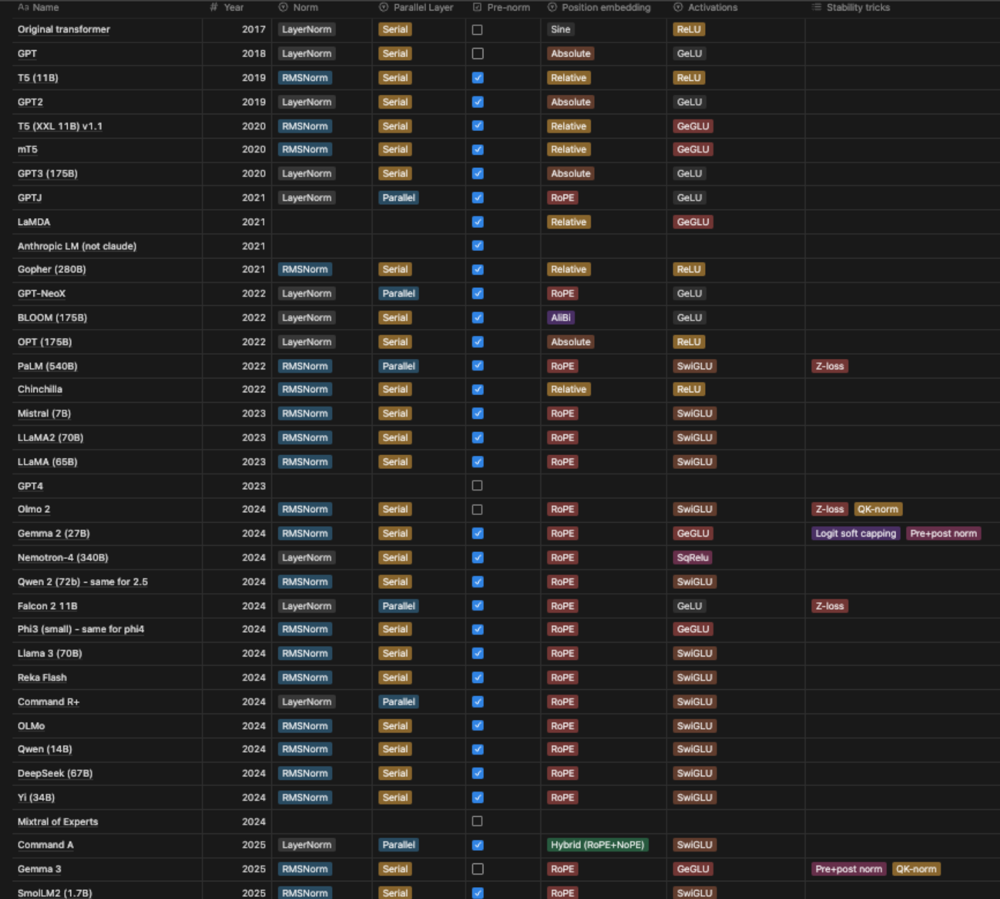 Aa Name # Year Norm Parallel Layer Pre-norm Position embedding Activations Stability tricks
Original transformer 2017 LayerNorm Serial Sine ReLU
GPT 2018 LayerNorm Serial Absolute GeLU
T5 (11B) 2019 RMSNorm Serial Relative ReLU
GPT2 2019 LayerNorm Serial Absolute GeLU
T5 (XXL 11B) v1.1 2020 RMSNorm Serial Relative GeGLU
mT5 2020 RMSNorm Serial Relative GeGLU
GPT3 (175B) 2020 LayerNorm Serial Absolute GeLU
GPTJ 2021 LayerNorm Parallel RoPE GeLU
LaMDA 2021 Relative GeGLU
Anthropic LM (not claude) 2021
Gopher (280B) 2021 RMSNorm Serial Relative ReLU
GPT-NeoX 2022 LayerNorm Parallel RoPE GeLU
BLOOM (175B) 2022 LayerNorm Serial AliBi GeLU
OPT (175B) 2022 LayerNorm Serial Absolute ReLU
PaLM (540B) 2022 RMSNorm Parallel RoPE SwiGLU Z-loss
Chinchilla 2022 RMSNorm Serial Relative ReLU
Mistral (7B) 2023 RMSNorm Serial RoPE SwiGLU
LLaMA2 (70B) 2023 RMSNorm Serial RoPE SwiGLU
LLaMA (65B) 2023 RMSNorm Serial RoPE SwiGLU
GPT4 2023
Olmo 2 2024 RMSNorm Serial RoPE SwiGLU Z-loss QK-norm
Gemma 2 (27B) 2024 RMSNorm Serial RoPE GeGLU Logit soft capping Pre+post norm
Nemotron-4 (340B) 2024 LayerNorm Serial RoPE SqRelu
Qwen 2 (72b) - same for 2.5 2024 RMSNorm Serial RoPE SwiGLU
Falcon 2 11B 2024 LayerNorm Parallel RoPE GeLU Z-loss
Phi3 (small) - same for phi4 2024 RMSNorm Serial RoPE GeGLU
Llama 3 (70B) 2024 RMSNorm Serial RoPE SwiGLU
Reka Flash 2024 RMSNorm Serial RoPE SwiGLU
Command R+ 2024 LayerNorm Parallel RoPE SwiGLU
OLMo 2024 RMSNorm Serial RoPE SwiGLU
Qwen (14B) 2024 RMSNorm Serial RoPE SwiGLU
DeepSeek (67B) 2024 RMSNorm Serial RoPE SwiGLU
Yi (34B) 2024 RMSNorm Serial RoPE SwiGLU
Mixtral of Experts 2024
Command A 2025 LayerNorm Parallel Hybrid (RoPE+NoPE) SwiGLU
Gemma 3 2025 RMSNorm Serial RoPE GeGLU Pre+post norm QK-norm
SmolLM2 (1.7B) 2025 RMSNorm Serial RoPE SwiGLU